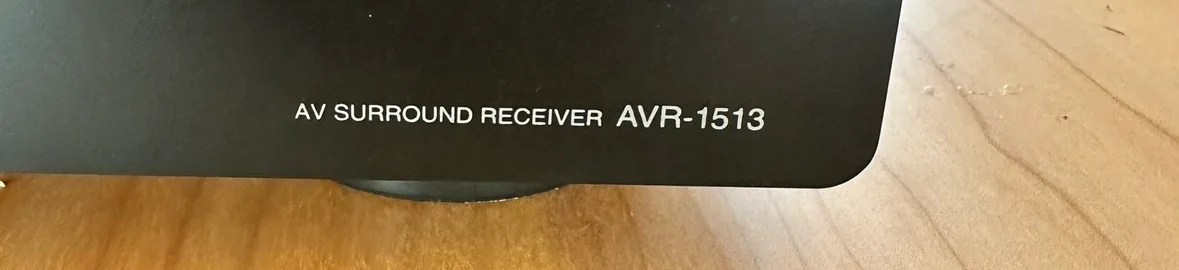 AV SURROUND RECEIVER AVR-1513